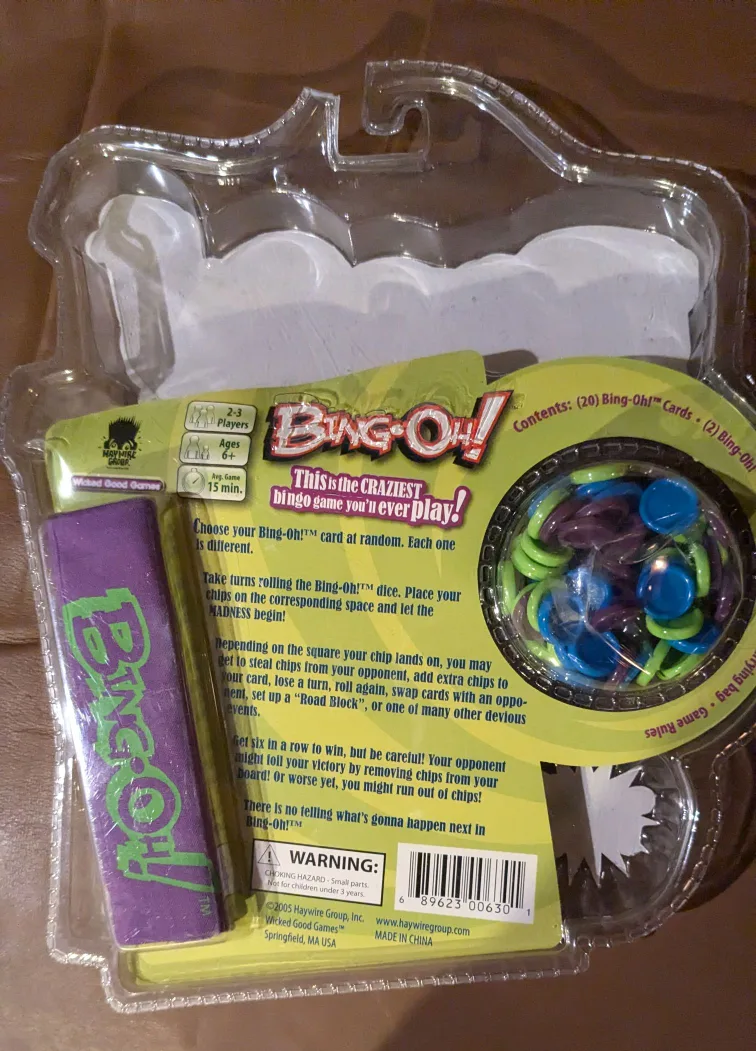 2-3
Players
Ages
6+
Avg. Game
15 min.
HAYWIRE
GROUP
Wicked Good Games
BING•OH!™
This is the CRAZIEST
bingo game you'll ever play!
Contents: (20) Bing-Oh!™ Cards • (2) Bing-Oh
bag • Game Rules
Choose your Bing-Oh!™ card at random. Each one
is different.
Take turns rolling the Bing-Oh!™ dice. Place your
chips on the corresponding space and let the
MADNESS begin!
Depending on the square your chip lands on, you may
get to steal chips from your opponent, add extra chips to
your card, lose a turn, roll again, swap cards with an oppo-
nent, set up a "Road Block", or one of many other devious
events.
Get six in a row to win, but be careful! Your opponent
might foil your victory by removing chips from your
board! Or worse yet, you might run out of chips!
There is no telling what's gonna happen next in
Bing-Oh!™
BING•OH!™
WARNING:
CHOKING HAZARD - Small parts.
Not for children under 3 years.
6 89623 00630 1
©2005 Haywire Group, Inc.
Wicked Good Games™
Springfield, MA USA
www.haywiregroup.com
MADE IN CHINA